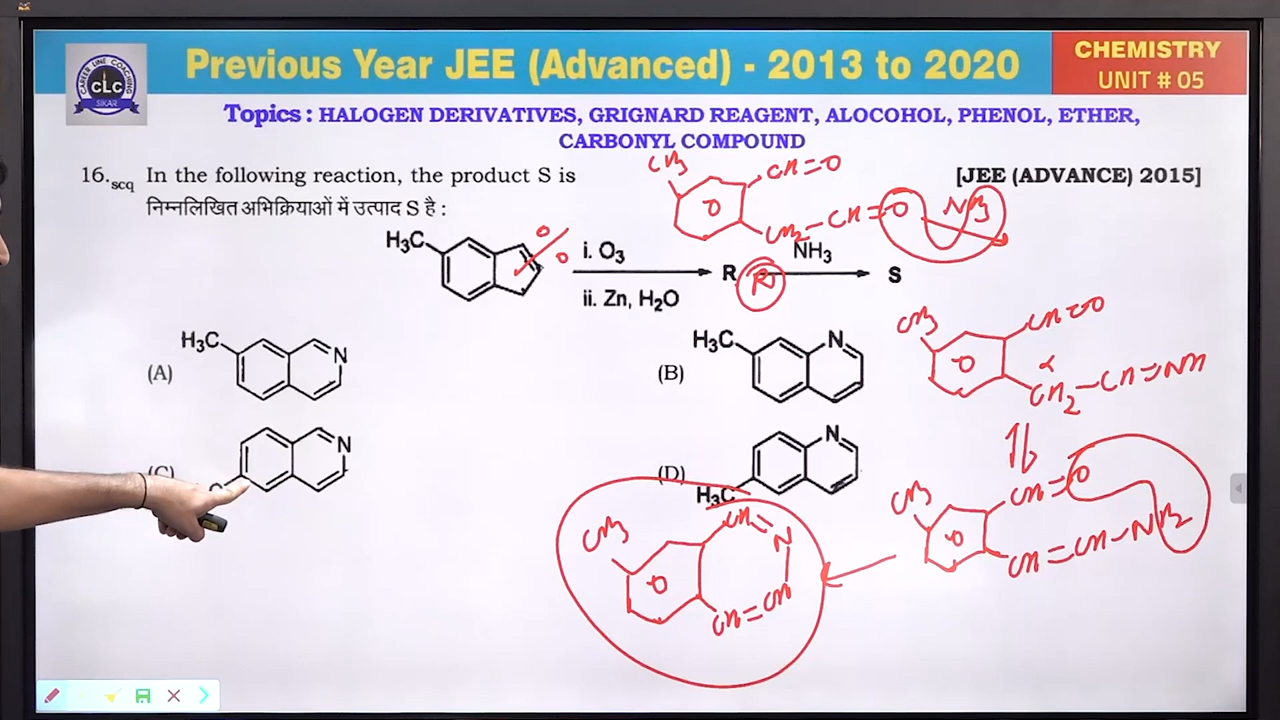 Previous Year JEE (Advanced) - 2013 to 2020
CHEMISTRY
UNIT # 05
CAREER LINE COACHING
CLC
SIKAR
Topics : HALOGEN DERIVATIVES, GRIGNARD REAGENT, ALOCOHOL, PHENOL, ETHER,
CARBONYL COMPOUND
16.scq In the following reaction, the product S is
[JEE (ADVANCE) 2015]
निम्नलिखित अभिक्रियाओं में उत्पाद S है :
CH3
CH=O
CH2-CH=O
NH3
H3C
O
O
i. O3
ii. Zn, H2O
R
R
NH3
S
(A)
H3C
N
(B)
H3C
N
CH3
CH=O
α
CH2-CH=NH
(C)
N
(D)
H3C
N
CH3
CH=O
CH=CH-NH2
CH3
CH=N
CH=CH